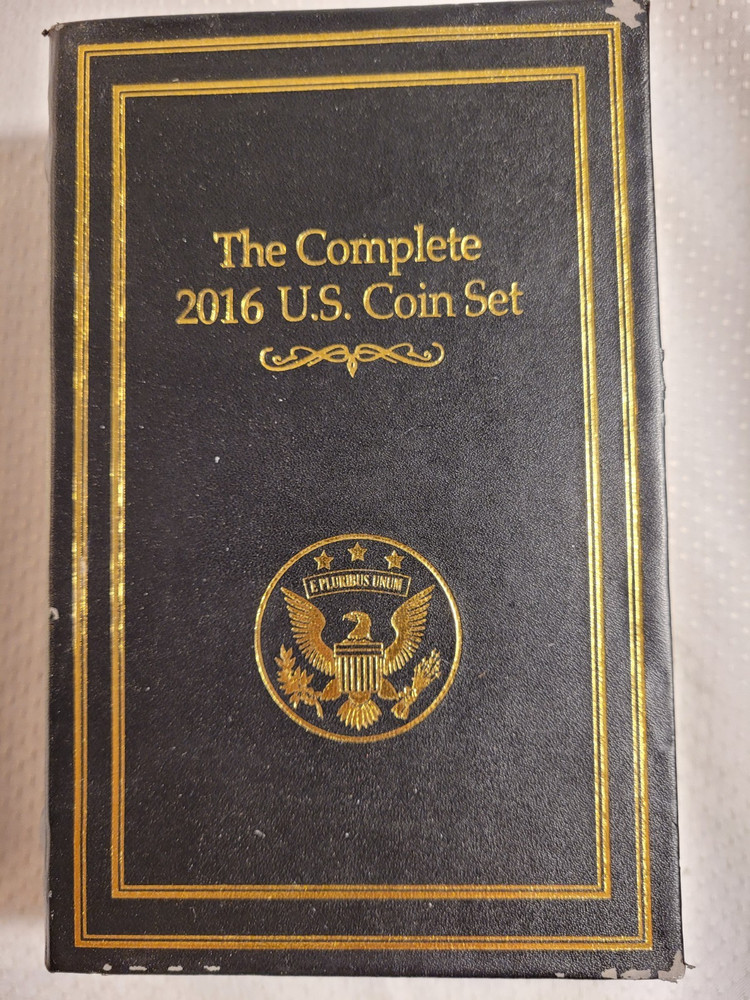 The Complete
2016 U.S. Coin Set
E PLURIBUS UNUM